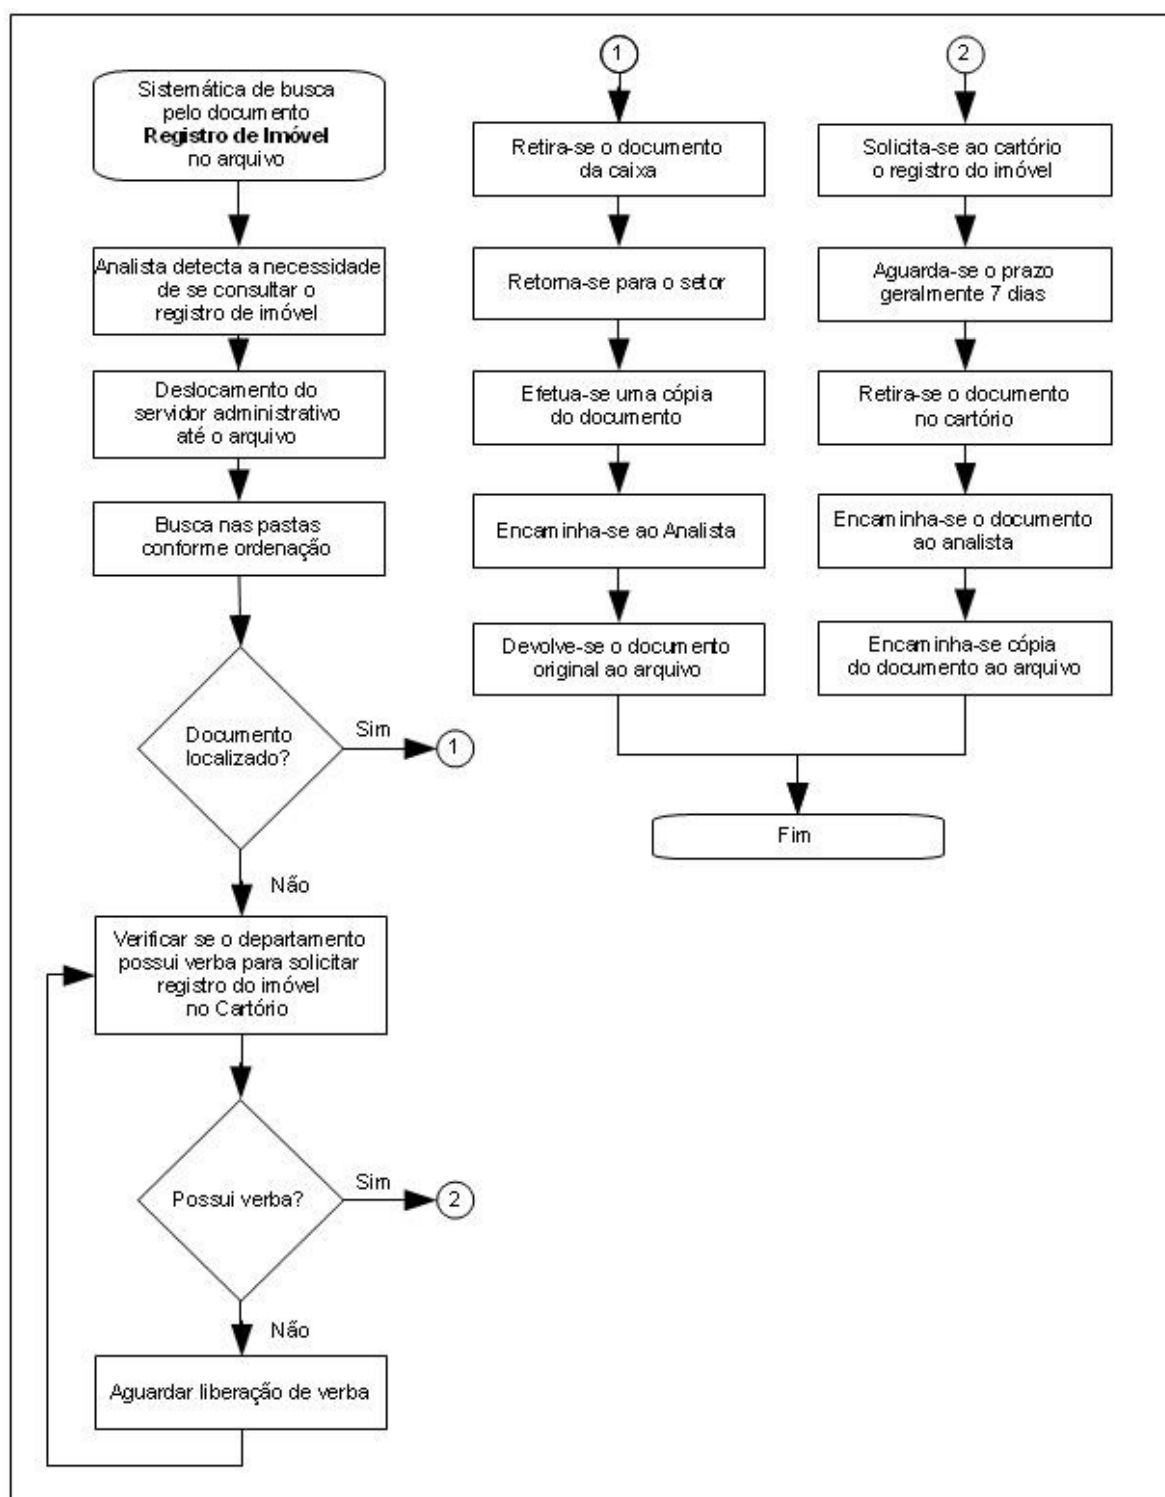 Sistemática de busca
pelo documento
Registro de Imóvel
no arquivo
Analista detecta a necessidade
de se consultar o
registro de imóvel
Deslocamento do
servidor administrativo
até o arquivo
Busca nas pastas
conforme ordenação
Documento
localizado?
Sim
1
Não
Verificar se o departamento
possui verba para solicitar
registro do imóvel
no Cartório
Possui verba?
Sim
2
Não
Aguardar liberação de verba
1
Retira-se o documento
da caixa
Retorna-se para o setor
Efetua-se uma cópia
do documento
Encaminha-se ao Analista
Devolve-se o documento
original ao arquivo
2
Solicita-se ao cartório
o registro do imóvel
Aguarda-se o prazo
geralmente 7 dias
Retira-se o documento
no cartório
Encaminha-se o documento
ao analista
Encaminha-se cópia
do documento ao arquivo
Fim